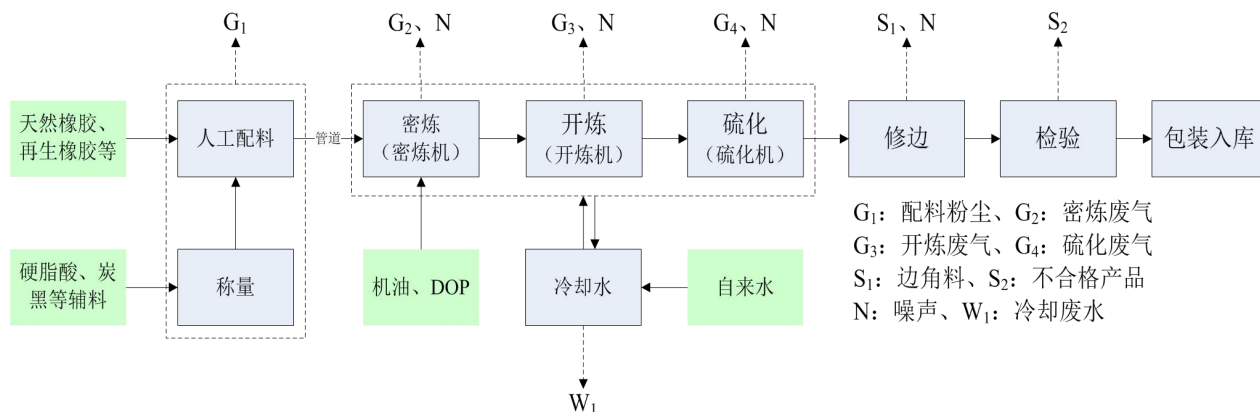 G₁
G₂、N
G₃、N
G₄、N
S₁、N
S₂
天然橡胶、
再生橡胶等
人工配料
管道
密炼
（密炼机）
开炼
（开炼机）
硫化
（硫化机）
修边
检验
包装入库
硬脂酸、炭
黑等辅料
称量
机油、DOP
冷却水
自来水
G₁：配料粉尘、G₂：密炼废气
G₃：开炼废气、G₄：硫化废气
S₁：边角料、S₂：不合格产品
N：噪声、W₁：冷却废水
W₁